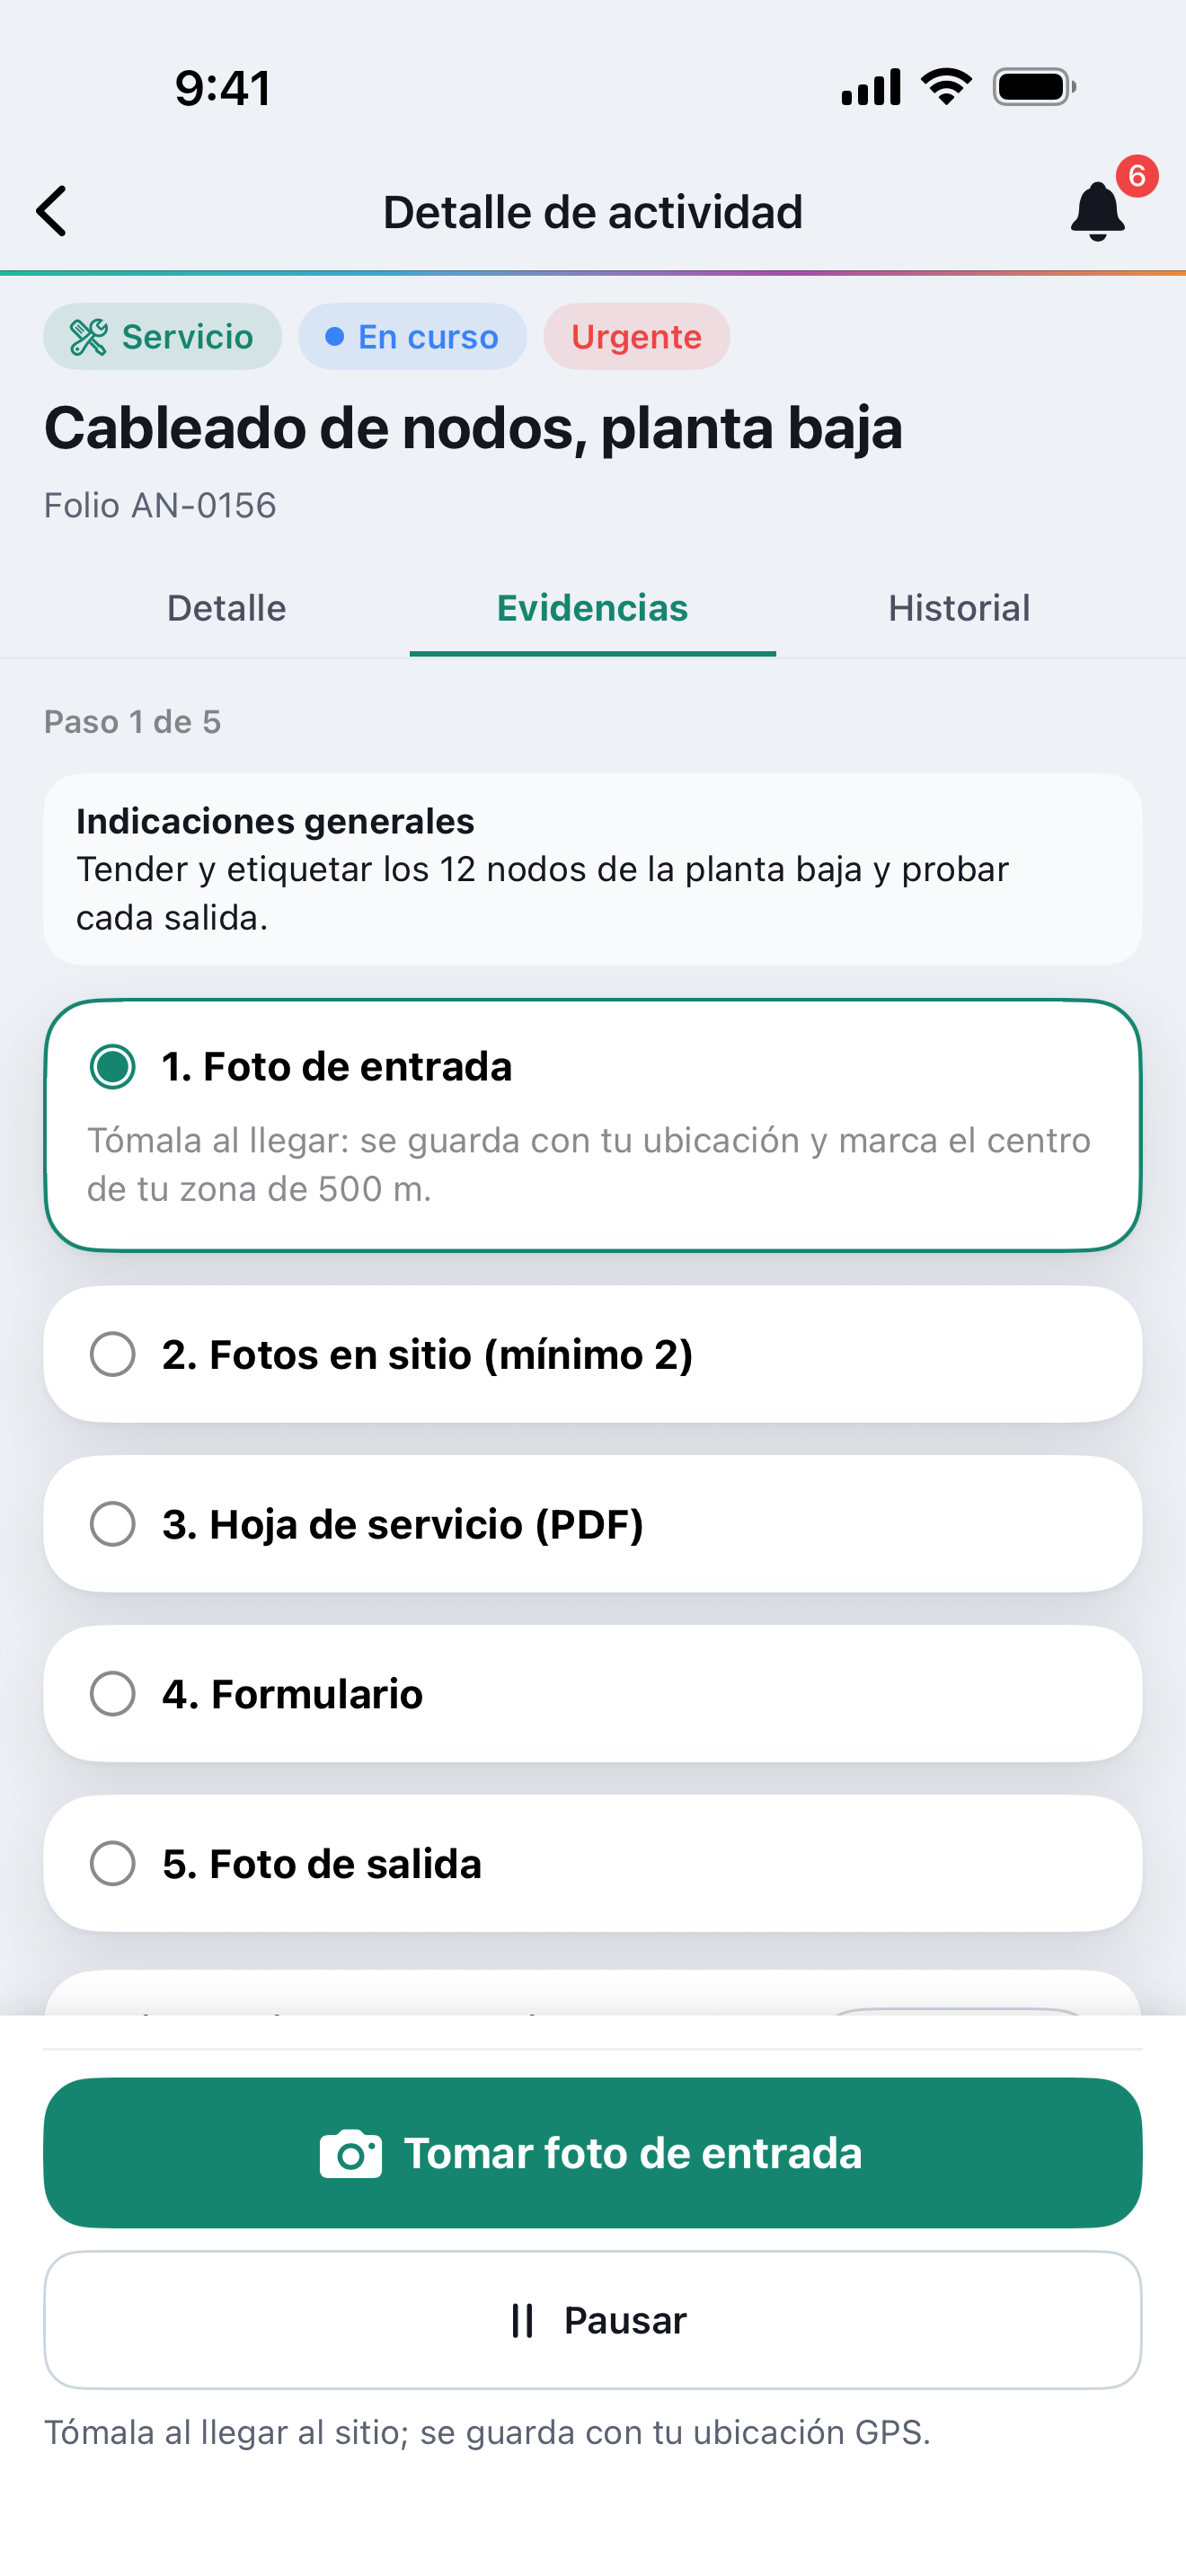 9:41
6
Detalle de actividad
Servicio
En curso
Urgente
Cableado de nodos, planta baja
Folio AN-0156
Detalle
Evidencias
Historial
Paso 1 de 5
Indicaciones generales
Tender y etiquetar los 12 nodos de la planta baja y probar
cada salida.
1. Foto de entrada
Tómala al llegar: se guarda con tu ubicación y marca el centro
de tu zona de 500 m.
2. Fotos en sitio (mínimo 2)
3. Hoja de servicio (PDF)
4. Formulario
5. Foto de salida
Tomar foto de entrada
Pausar
Tómala al llegar al sitio; se guarda con tu ubicación GPS.